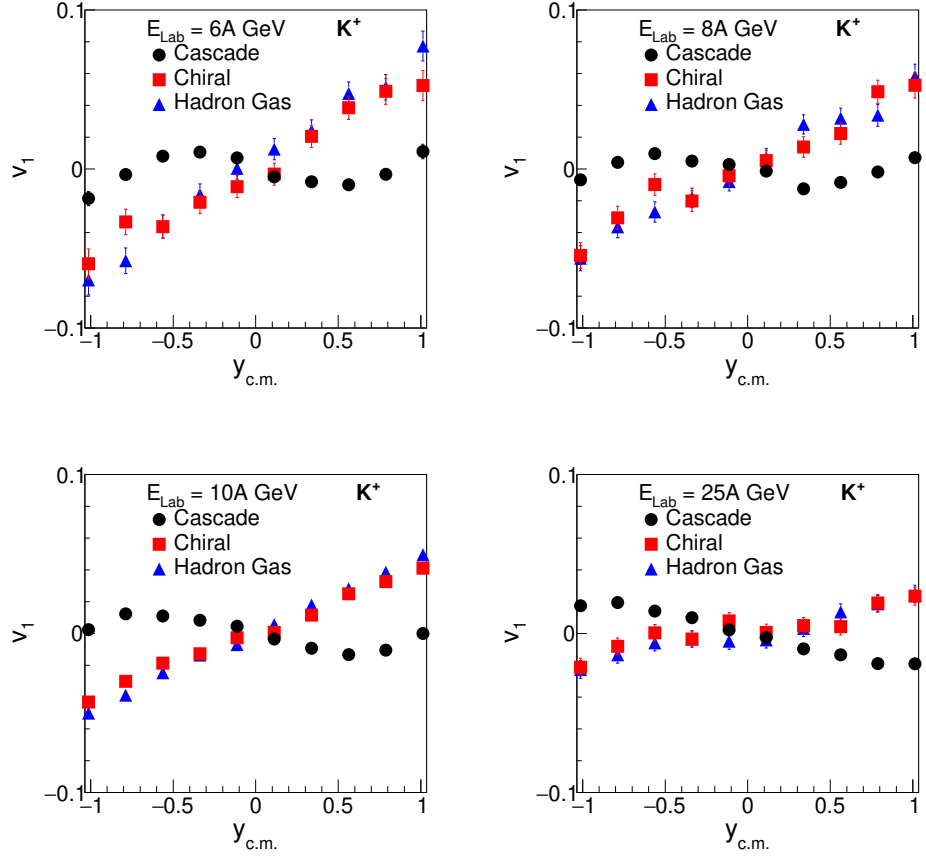 0.1
E_Lab = 6A GeV K⁺
Cascade
Chiral
Hadron Gas
v₁
0
−0.1
−1 −0.5 0 0.5 1
y_c.m.
0.1
E_Lab = 8A GeV K⁺
Cascade
Chiral
Hadron Gas
v₁
0
−0.1
−1 −0.5 0 0.5 1
y_c.m.
0.1
E_Lab = 10A GeV K⁺
Cascade
Chiral
Hadron Gas
v₁
0
−0.1
−1 −0.5 0 0.5 1
y_c.m.
0.1
E_Lab = 25A GeV K⁺
Cascade
Chiral
Hadron Gas
v₁
0
−0.1
−1 −0.5 0 0.5 1
y_c.m.